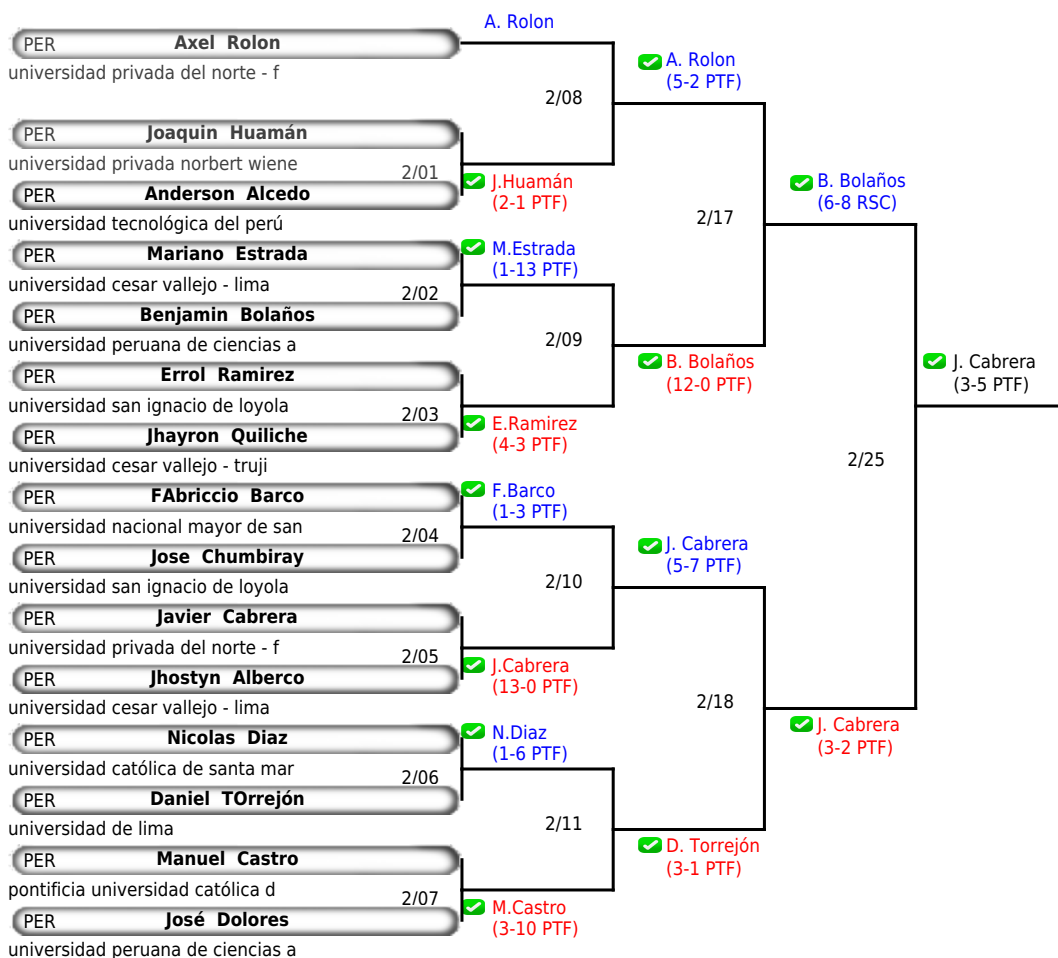 A. Rolon
PER Axel Rolon
universidad privada del norte - f
A. Rolon
(5-2 PTF)
2/08
PER Joaquin Huamán
universidad privada norbert wiene
2/01
J.Huamán
(2-1 PTF)
PER Anderson Alcedo
universidad tecnológica del perú
B. Bolaños
(6-8 RSC)
2/17
PER Mariano Estrada
universidad cesar vallejo - lima
2/02
M.Estrada
(1-13 PTF)
PER Benjamin Bolaños
universidad peruana de ciencias a
2/09
B. Bolaños
(12-0 PTF)
J. Cabrera
(3-5 PTF)
PER Errol Ramirez
universidad san ignacio de loyola
2/03
E.Ramirez
(4-3 PTF)
PER Jhayron Quiliche
universidad cesar vallejo - truji
2/25
PER FAbriccio Barco
universidad nacional mayor de san
2/04
F.Barco
(1-3 PTF)
PER Jose Chumbiray
universidad san ignacio de loyola
2/10
J. Cabrera
(5-7 PTF)
PER Javier Cabrera
universidad privada del norte - f
2/05
J.Cabrera
(13-0 PTF)
PER Jhostyn Alberco
universidad cesar vallejo - lima
2/18
J. Cabrera
(3-2 PTF)
PER Nicolas Diaz
universidad católica de santa mar
2/06
N.Diaz
(1-6 PTF)
PER Daniel TOrrejón
universidad de lima
2/11
D. Torrejón
(3-1 PTF)
PER Manuel Castro
pontificia universidad católica d
2/07
M.Castro
(3-10 PTF)
PER José Dolores
universidad peruana de ciencias a